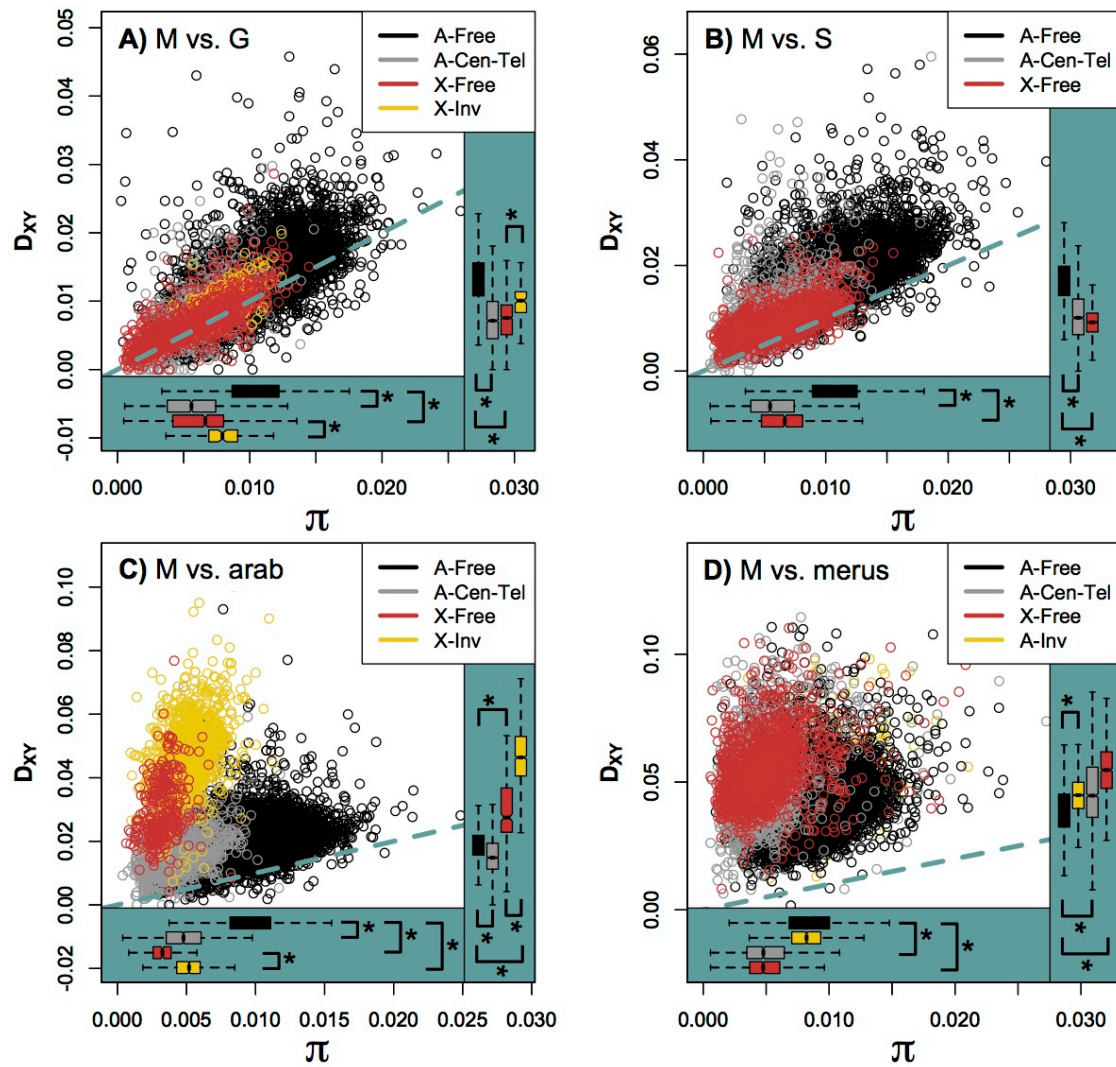 A) M vs. G
A-Free
A-Cen-Tel
X-Free
X-Inv
0.05
0.04
0.03
0.02
0.01
0.00
-0.01
DXY
* * *
* * *
0.000 0.010 0.020 0.030
π
B) M vs. S
A-Free
A-Cen-Tel
X-Free
0.06
0.04
0.02
0.00
DXY
* *
* *
0.000 0.010 0.020 0.030
π
C) M vs. arab
A-Free
A-Cen-Tel
X-Free
X-Inv
0.10
0.08
0.06
0.04
0.02
0.00
-0.02
DXY
* * * *
* * * *
0.000 0.005 0.010 0.015 0.020 0.025 0.030
π
D) M vs. merus
A-Free
A-Cen-Tel
X-Free
A-Inv
0.10
0.05
0.00
DXY
* *
* * *
0.000 0.010 0.020 0.030
π